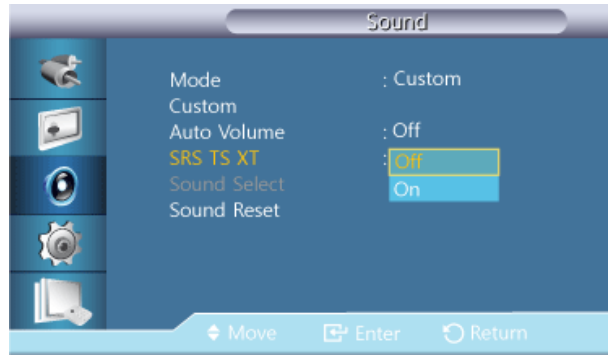 Sound
Mode : Custom
Custom
Auto Volume : Off
SRS TS XT : Off
On
Sound Select
Sound Reset
Move Enter Return